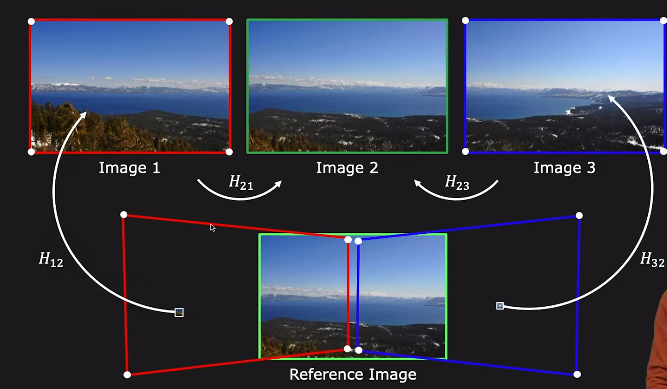 Image 1
Image 2
Image 3
H₂₁
H₂₃
H₁₂
H₃₂
Reference Image